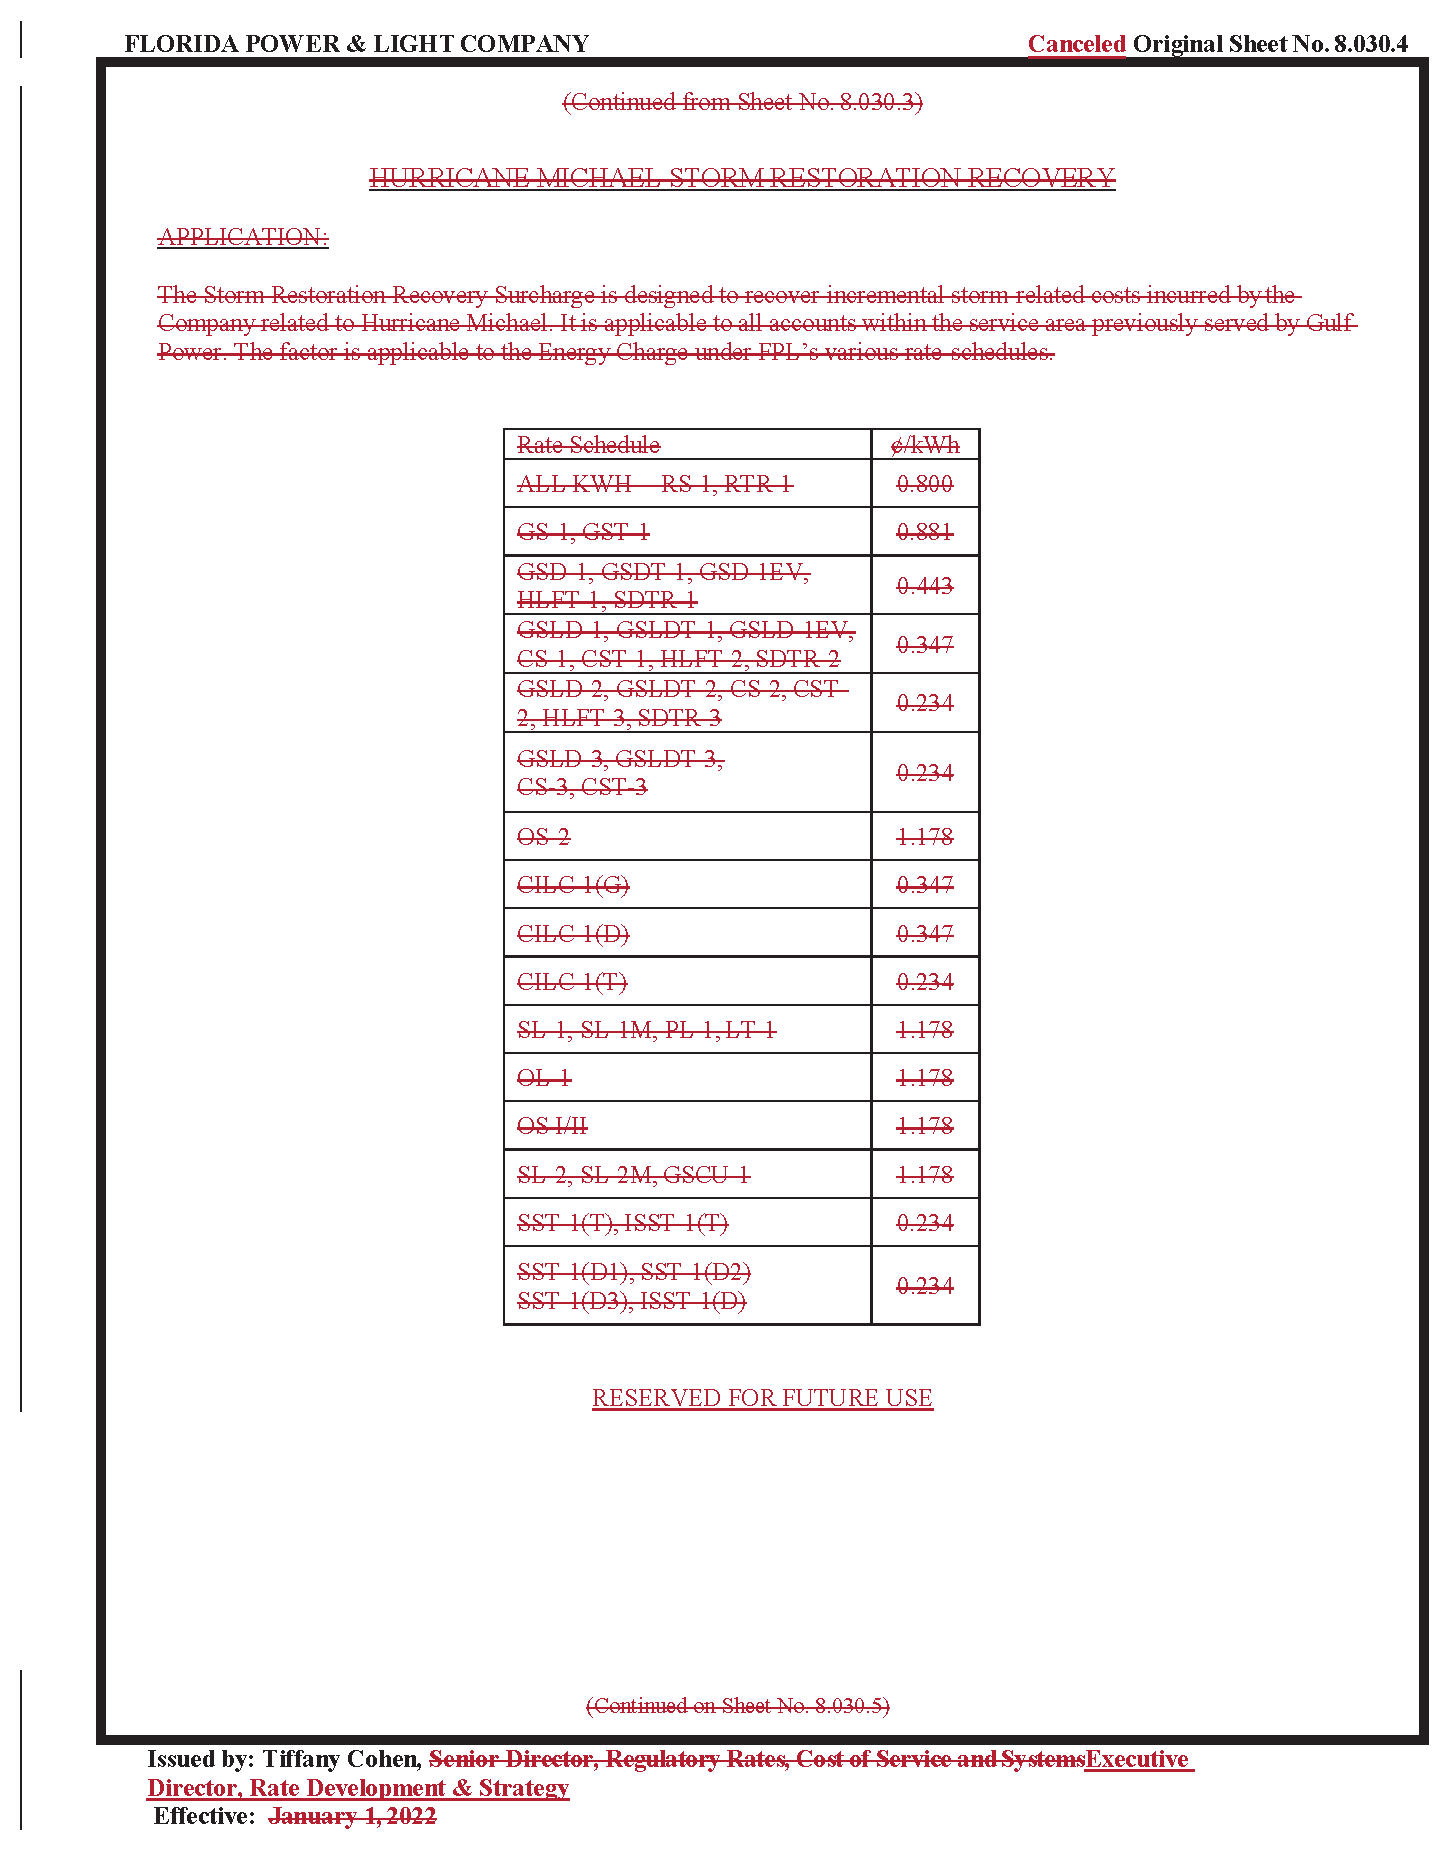 FLORIDA POWER & LIGHT COMPANY Canceled Original Sheet No. 8.030.4
(Continued from Sheet No. 8.030.3)
HURRICANE MICHAEL STORM RESTORATION RECOVERY
APPLICATION:
The Storm Restoration Recovery Surcharge is designed to recover incremental storm-related costs incurred by the
Company related to Hurricane Michael. It is applicable to all accounts within the service area previously served by Gulf
Power. The factor is applicable to the Energy Charge under FPL’s various rate schedules.
Rate Schedule ¢/kWh
ALL KWH – RS-1, RTR-1 0.800
GS-1, GST-1 0.881
GSD-1, GSDT-1, GSD-1EV,
HLFT-1, SDTR-1 0.443
GSLD-1, GSLDT-1, GSLD-1EV,
CS-1, CST-1, HLFT-2, SDTR-2 0.347
GSLD-2, GSLDT-2, CS-2, CST-
2, HLFT-3, SDTR-3 0.234
GSLD-3, GSLDT-3,
CS-3, CST-3 0.234
OS-2 1.178
CILC-1(G) 0.347
CILC-1(D) 0.347
CILC-1(T) 0.234
SL-1, SL-1M, PL-1, LT-1 1.178
OL-1 1.178
OS I/II 1.178
SL-2, SL-2M, GSCU-1 1.178
SST-1(T), ISST-1(T) 0.234
SST-1(D1), SST-1(D2)
SST-1(D3), ISST-1(D) 0.234
RESERVED FOR FUTURE USE
(Continued on Sheet No. 8.030.5)
Issued by: Tiffany Cohen, Senior Director, Regulatory Rates, Cost of Service and SystemsExecutive
Director, Rate Development & Strategy
Effective: January 1, 2022